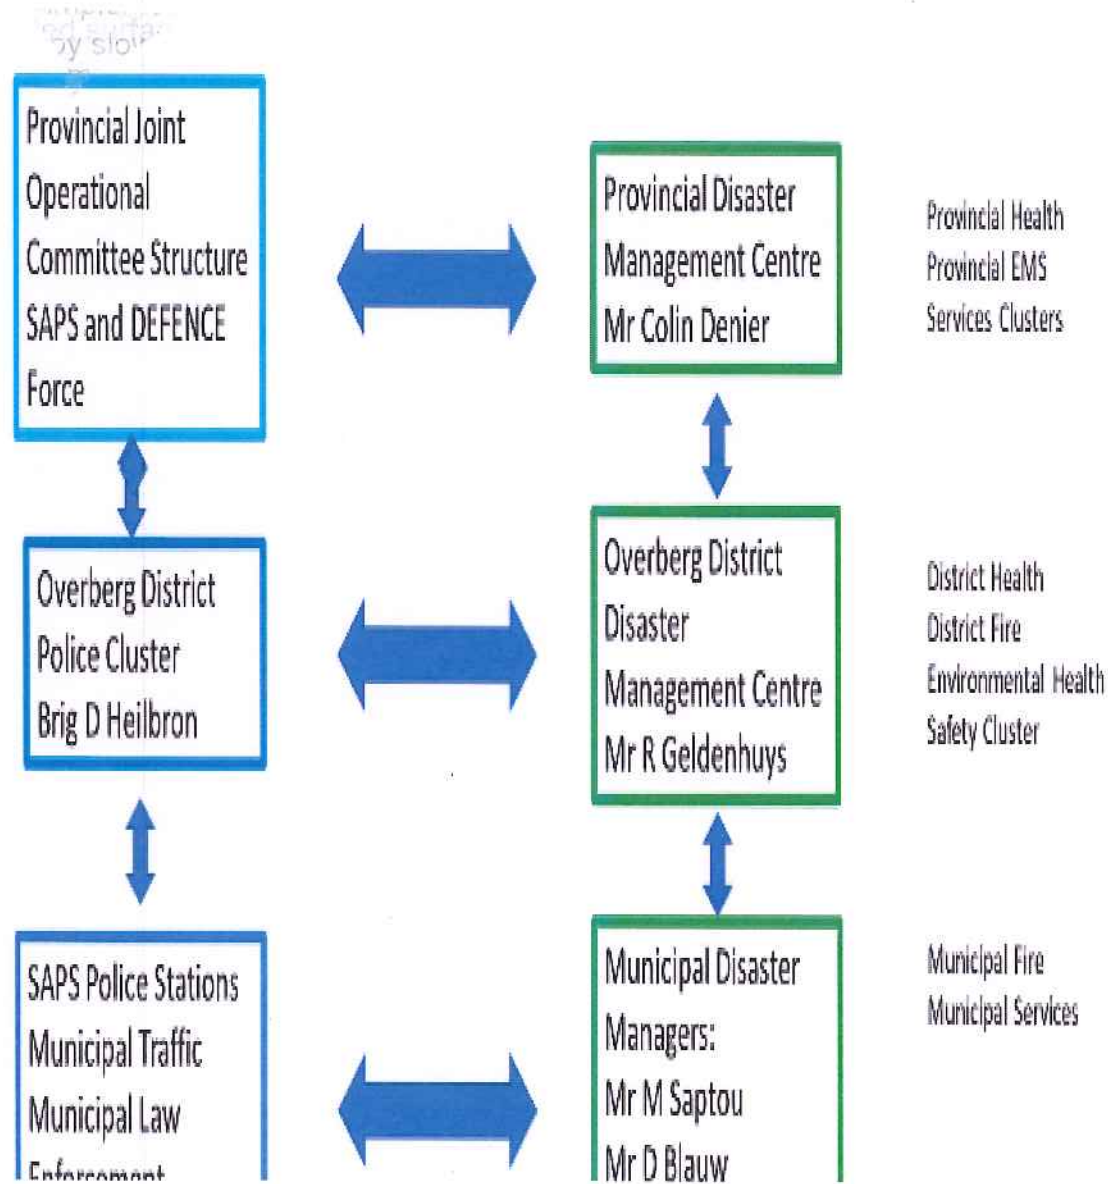 by slow
Provincial Joint
Operational
Committee Structure
SAPS and DEFENCE
Force
Provincial Disaster
Management Centre
Mr Colin Denier
Provincial Health
Provincial EMS
Services Clusters
Overberg District
Police Cluster
Brig D Heilbron
Overberg District
Disaster
Management Centre
Mr R Geldenhuys
District Health
District Fire
Environmental Health
Safety Cluster
SAPS Police Stations
Municipal Traffic
Municipal Law
Enforcement
Municipal Disaster
Managers:
Mr M Saptou
Mr D Blauw
Municipal Fire
Municipal Services